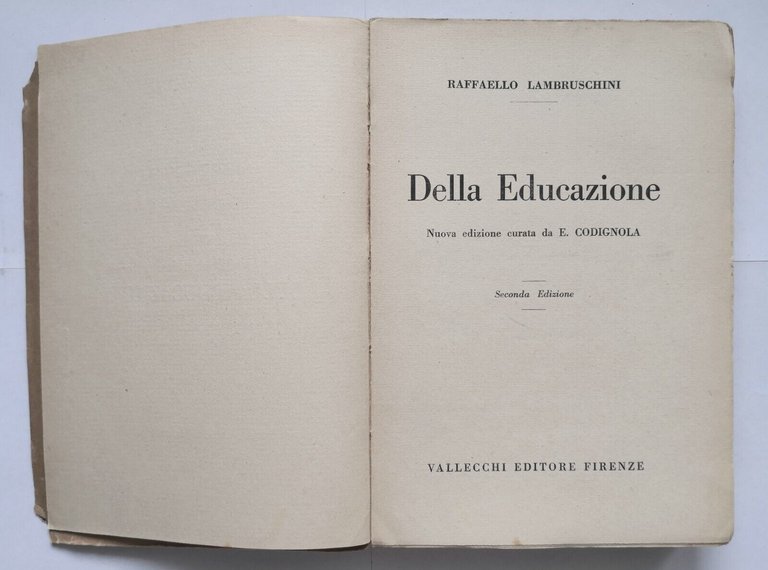 RAFFAELLO LAMBRUSCHINI
Della Educazione
Nuova edizione curata da E. CODIGNOLA
Seconda Edizione
VALLECCHI EDITORE FIRENZE